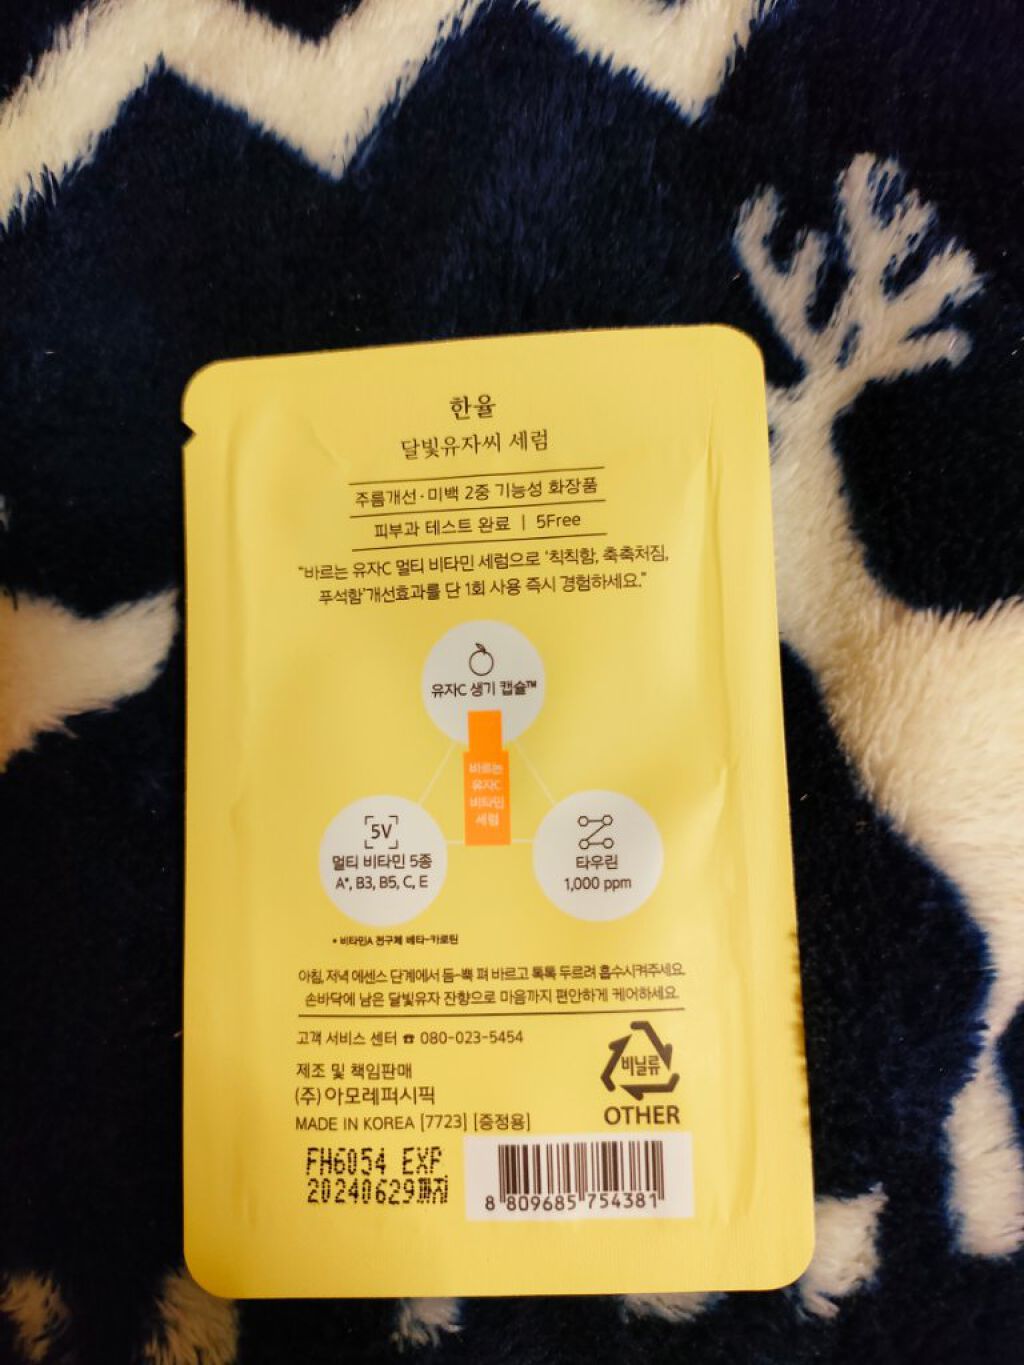 한율
달빛유자씨 세럼
주름개선·미백 2중 기능성 화장품
피부과 테스트 완료 | 5Free
"바르는 유자C 멀티 비타민 세럼으로 '칙칙함, 축축처짐,
푸석함'개선효과를 단 1회 사용 즉시 경험하세요."
유자C 생기 캡슐™
바르는
유자C
비타민
세럼
5V
멀티 비타민 5종
A*, B3, B5, C, E
타우린
1,000 ppm
* 비타민A 전구체 베타-카로틴
아침, 저녁 에센스 단계에서 듬-뿍 펴 바르고 톡톡 두르려 흡수시켜주세요.
손바닥에 남은 달빛유자 잔향으로 마음까지 편안하게 케어하세요.
고객 서비스 센터 ☎ 080-023-5454
제조 및 책임판매
(주)아모레퍼시픽
MADE IN KOREA [7723] [증정용]
비닐류
OTHER
FH6054 EXP
20240629까지
8 809685 754381